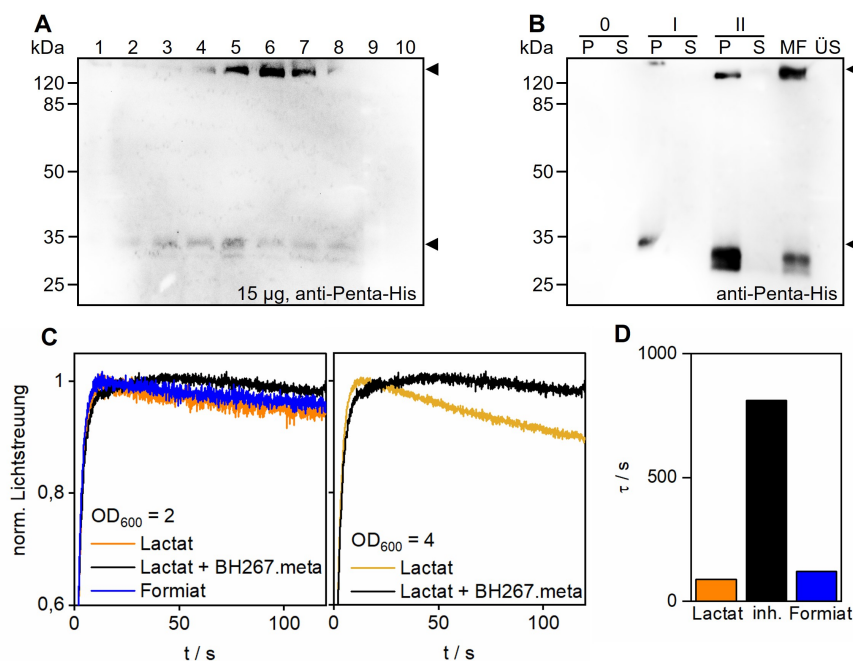 A
kDa 1 2 3 4 5 6 7 8 9 10
120
85
50
35
25
15 µg, anti-Penta-His
B
0 I II
kDa P S P S P S MF ÜS
120
85
50
35
25
anti-Penta-His
C
norm. Lichtstreuung
1
0,8
0,6
OD600 = 2
Lactat
Lactat + BH267.meta
Formiat
0 50 100
t / s
OD600 = 4
Lactat
Lactat + BH267.meta
0 50 100
t / s
D
τ / s
1000
500
0
Lactat inh. Formiat